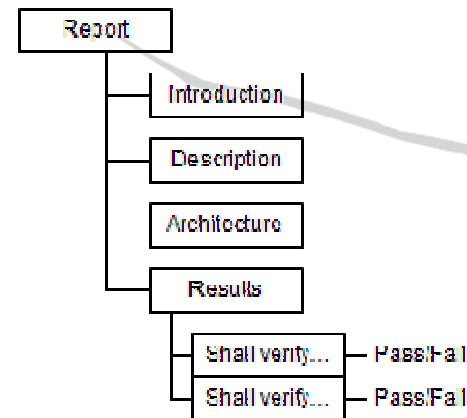 Report
Introduction
Description
Architecture
Results
Shall verify... Pass/Fail
Shall verify... Pass/Fail